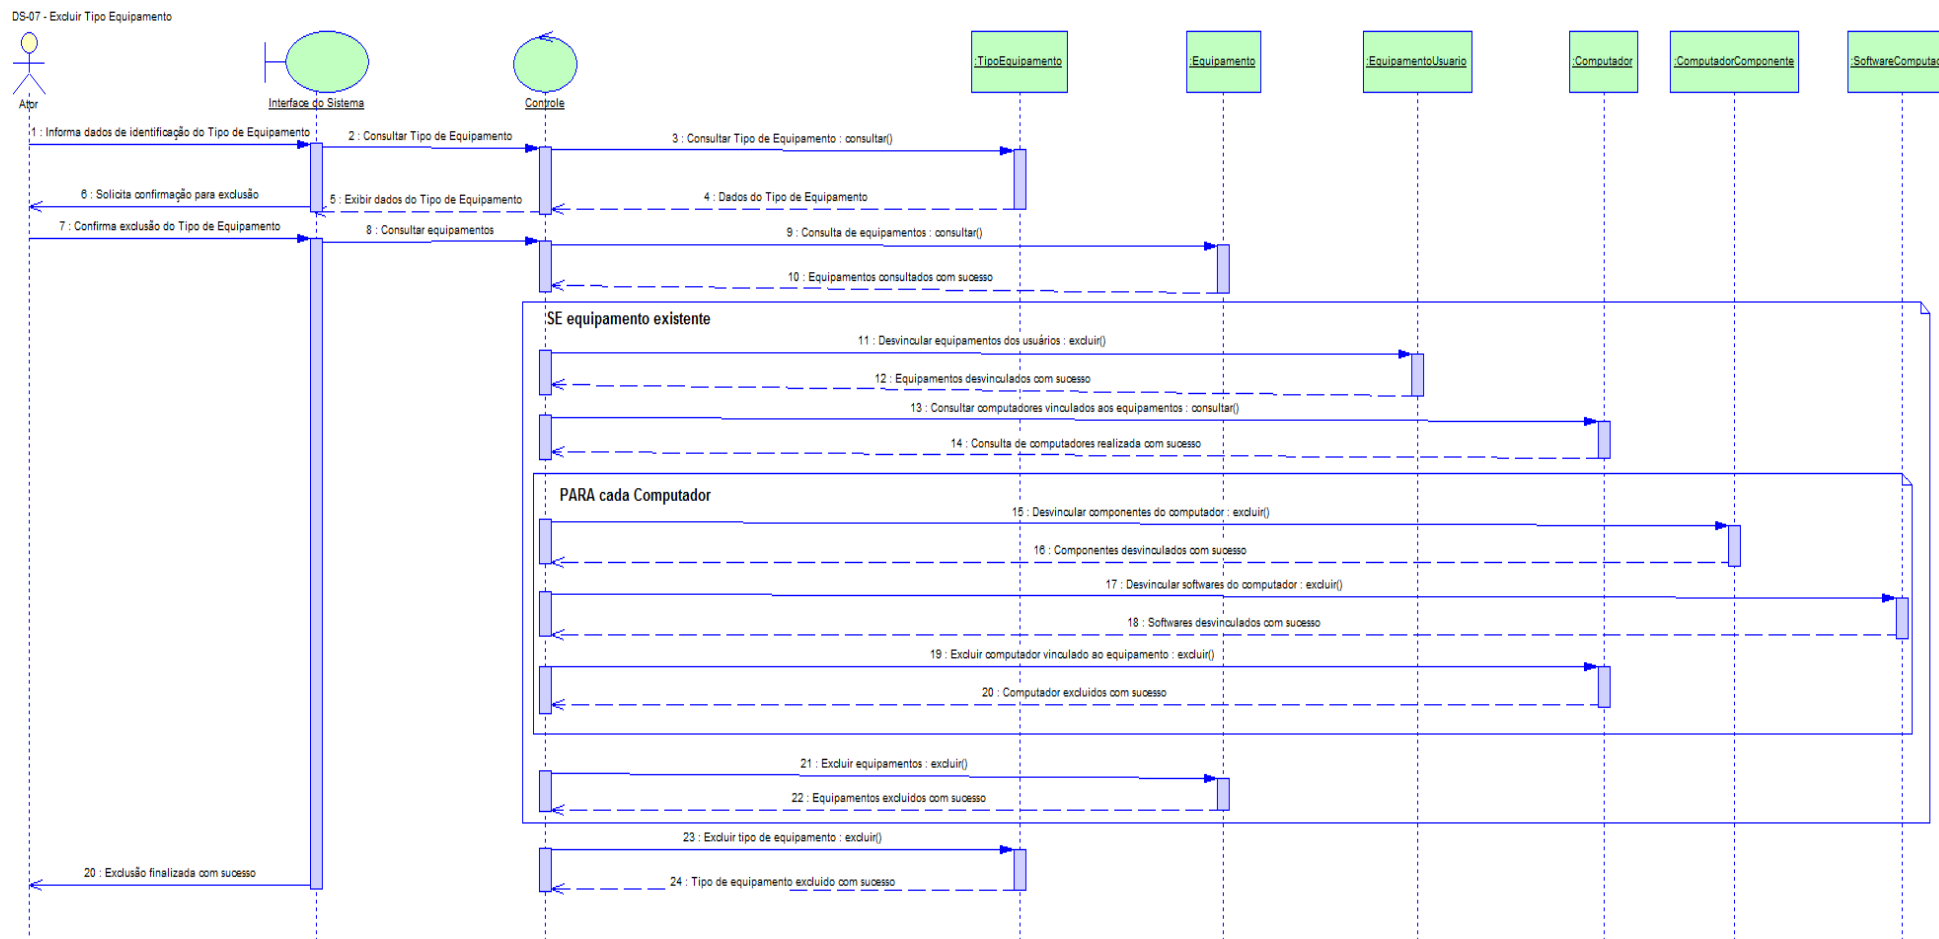 DS-07 - Excluir Tipo Equipamento
Ator
Interface do Sistema
Controle
:TipoEquipamento
:Equipamento
:EquipamentoUsuario
:Computador
:ComputadorComponente
:SoftwareComputad
1 : Informa dados de identificação do Tipo de Equipamento
2 : Consultar Tipo de Equipamento
3 : Consultar Tipo de Equipamento : consultar()
4 : Dados do Tipo de Equipamento
5 : Exibir dados do Tipo de Equipamento
6 : Solicita confirmação para exclusão
7 : Confirma exclusão do Tipo de Equipamento
8 : Consultar equipamentos
9 : Consulta de equipamentos : consultar()
10 : Equipamentos consultados com sucesso
SE equipamento existente
11 : Desvincular equipamentos dos usuários : excluir()
12 : Equipamentos desvinculados com sucesso
13 : Consultar computadores vinculados aos equipamentos : consultar()
14 : Consulta de computadores realizada com sucesso
PARA cada Computador
15 : Desvincular componentes do computador : excluir()
16 : Componentes desvinculados com sucesso
17 : Desvincular softwares do computador : excluir()
18 : Softwares desvinculados com sucesso
19 : Excluir computador vinculado ao equipamento : excluir()
20 : Computador excluidos com sucesso
21 : Excluir equipamentos : excluir()
22 : Equipamentos excluidos com sucesso
23 : Excluir tipo de equipamento : excluir()
24 : Tipo de equipamento excluido com sucesso
20 : Exclusão finalizada com sucesso